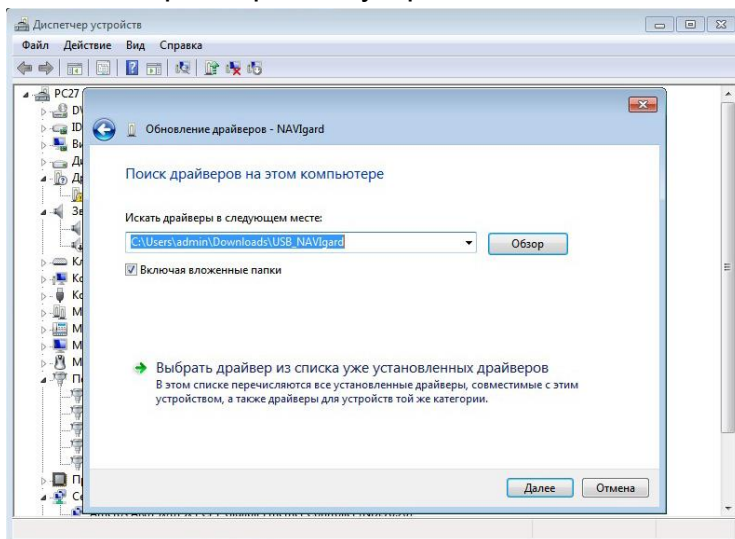 Диспетчер устройств
Файл Действие Вид Справка
PC27
Обновление драйверов - NAVIgard
Поиск драйверов на этом компьютере
Искать драйверы в следующем месте:
C:\Users\admin\Downloads\USB_NAVIgard
Обзор
Включая вложенные папки
Выбрать драйвер из списка уже установленных драйверов
В этом списке перечисляются все установленные драйверы, совместимые с этим
устройством, а также драйверы для устройств той же категории.
Далее Отмена